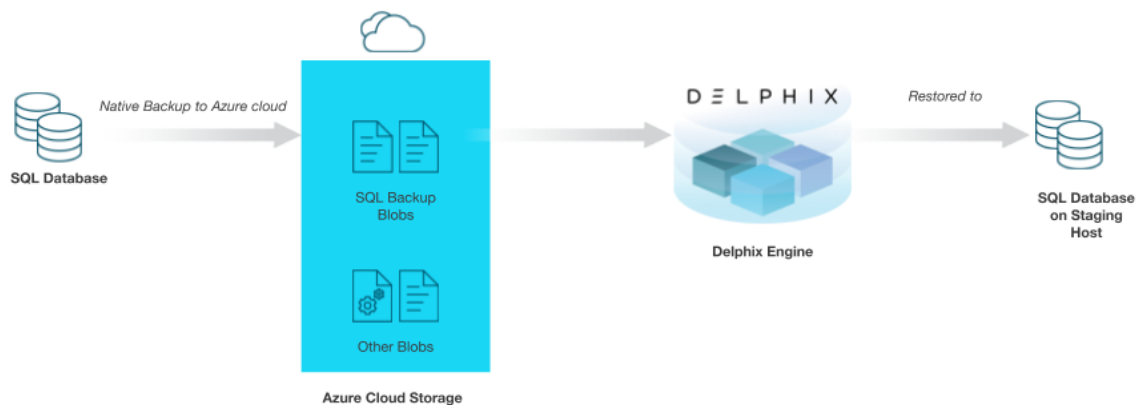 Native Backup to Azure cloud
SQL Database
SQL Backup
Blobs
Other Blobs
Azure Cloud Storage
DELPHIX
Delphix Engine
Restored to
SQL Database
on Staging
Host